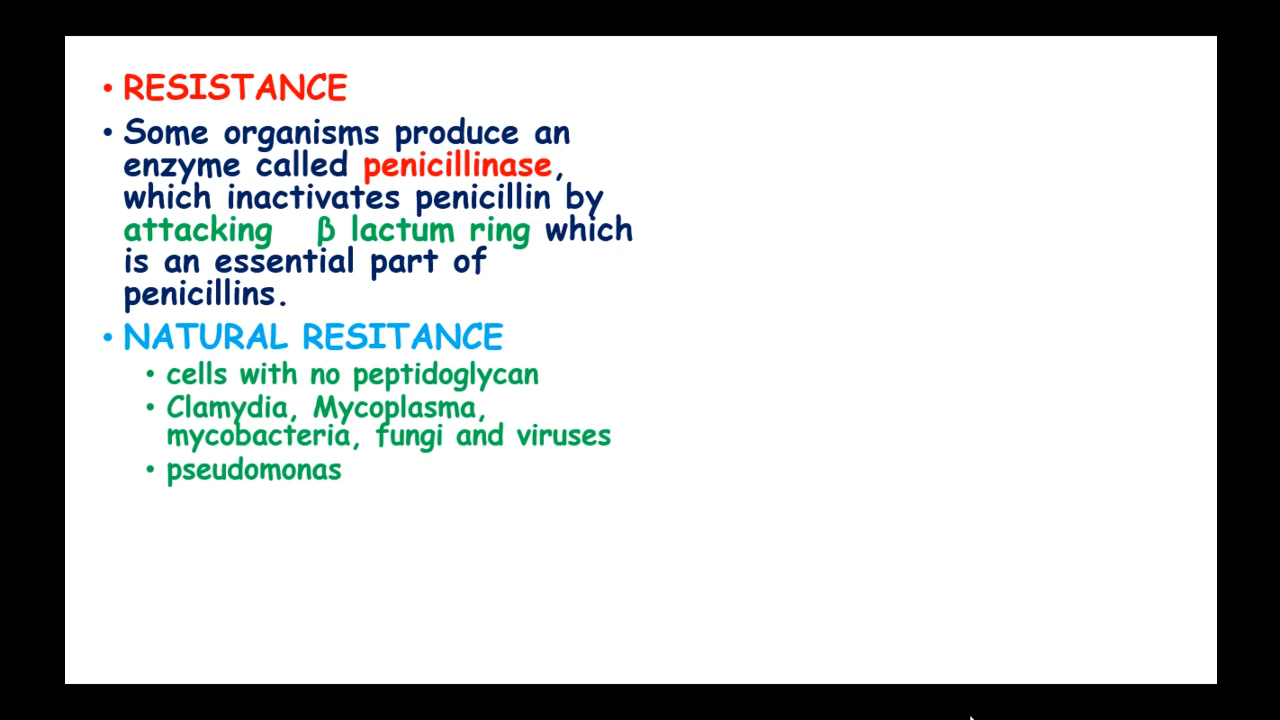 • RESISTANCE
• Some organisms produce an
enzyme called penicillinase,
which inactivates penicillin by
attacking β lactum ring which
is an essential part of
penicillins.
• NATURAL RESITANCE
• cells with no peptidoglycan
• Clamydia, Mycoplasma,
mycobacteria, fungi and viruses
• pseudomonas